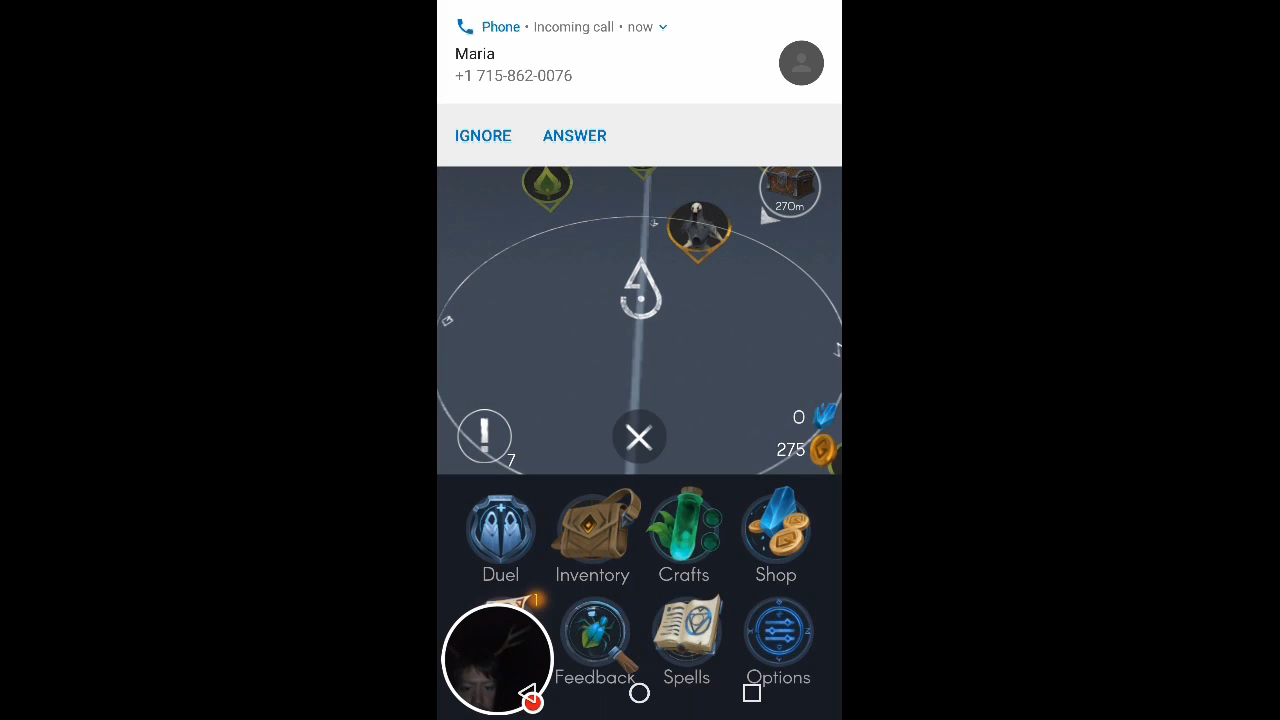 Phone • Incoming call • now
Maria
+1 715-862-0076
IGNORE ANSWER
270m
0
7
275
Duel Inventory Crafts Shop
1
Feedback Spells Options